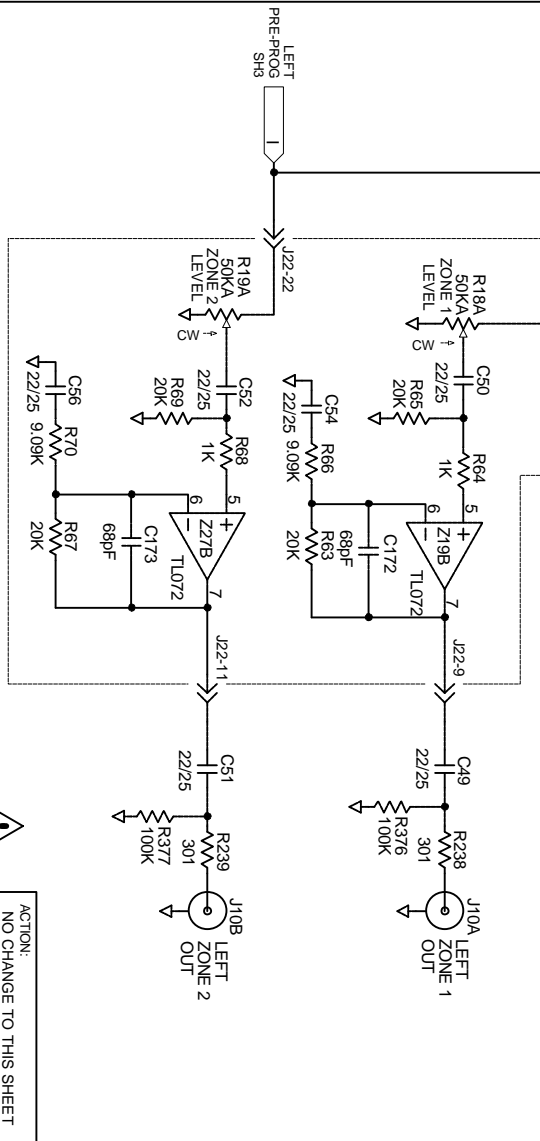 LEFT
PRE-PROG
SH3
I
J22-22
R18A
50KA
ZONE 1
LEVEL
CW
C50
22/25
R65
20K
R64
1K
C54
22/25
R66
9.09K
5
6
+
−
Z19B
TL072
7
C172
68pF
R63
20K
J22-9
C49
22/25
R376
100K
R238
301
J10A
LEFT
ZONE 1
OUT
R19A
50KA
ZONE 2
LEVEL
CW
C52
22/25
R69
20K
R68
1K
C56
22/25
R70
9.09K
5
6
+
−
Z27B
TL072
7
C173
68pF
R67
20K
J22-11
C51
22/25
R377
100K
R239
301
J10B
LEFT
ZONE 2
OUT
ACTION:
NO CHANGE TO THIS SHEET